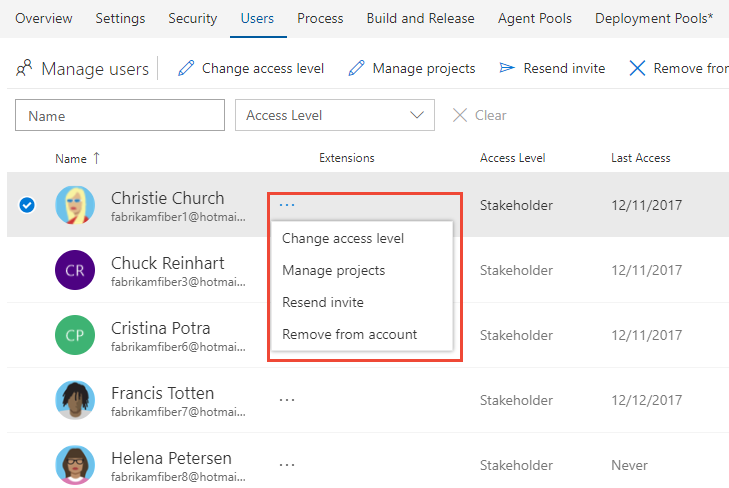 Overview Settings Security Users Process Build and Release Agent Pools Deployment Pools*
Manage users Change access level Manage projects Resend invite Remove from
Name Access Level Clear
Name ↑ Extensions Access Level Last Access
Christie Church ... Stakeholder 12/11/2017
fabrikamfiber1@hotmai...
Change access level
CR Chuck Reinhart Stakeholder 12/11/2017
fabrikamfiber3@hotmai...
Manage projects
Resend invite
CP Cristina Potra Stakeholder 12/11/2017
fabrikamfiber6@hotmai...
Remove from account
Francis Totten ... Stakeholder 12/12/2017
fabrikamfiber7@hotmai...
Helena Petersen ... Stakeholder Never
fabrikamfiber8@hotmai...